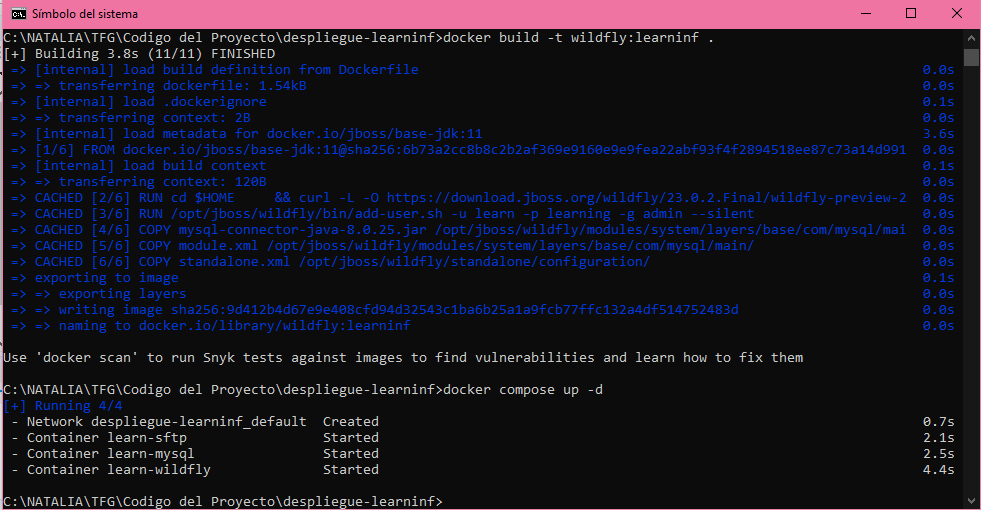 Símbolo del sistema
C:\NATALIA\TFG\Codigo del Proyecto\despliegue-learninf>docker build -t wildfly:learninf .
[+] Building 3.8s (11/11) FINISHED
=> [internal] load build definition from Dockerfile 0.0s
=> => transferring dockerfile: 1.54kB 0.0s
=> [internal] load .dockerignore 0.1s
=> => transferring context: 2B 0.0s
=> [internal] load metadata for docker.io/jboss/base-jdk:11 3.6s
=> [1/6] FROM docker.io/jboss/base-jdk:11@sha256:6b73a2cc8b8c2b2af369e9160e9e9fea22abf93f4f2894518ee87c73a14d991 0.0s
=> [internal] load build context 0.1s
=> => transferring context: 120B 0.0s
=> CACHED [2/6] RUN cd $HOME && curl -L -O https://download.jboss.org/wildfly/23.0.2.Final/wildfly-preview-2 0.0s
=> CACHED [3/6] RUN /opt/jboss/wildfly/bin/add-user.sh -u learn -p learning -g admin --silent 0.0s
=> CACHED [4/6] COPY mysql-connector-java-8.0.25.jar /opt/jboss/wildfly/modules/system/layers/base/com/mysql/mai 0.0s
=> CACHED [5/6] COPY module.xml /opt/jboss/wildfly/modules/system/layers/base/com/mysql/main/ 0.0s
=> CACHED [6/6] COPY standalone.xml /opt/jboss/wildfly/standalone/configuration/ 0.0s
=> exporting to image 0.1s
=> => exporting layers 0.0s
=> => writing image sha256:9d412b4d67e9e408cfd94d32543c1ba6b25a1a9fcb77ffc132a4df514752483d 0.0s
=> => naming to docker.io/library/wildfly:learninf 0.0s
Use 'docker scan' to run Snyk tests against images to find vulnerabilities and learn how to fix them
C:\NATALIA\TFG\Codigo del Proyecto\despliegue-learninf>docker compose up -d
[+] Running 4/4
- Network despliegue-learninf_default Created 0.7s
- Container learn-sftp Started 2.1s
- Container learn-mysql Started 2.5s
- Container learn-wildfly Started 4.4s
C:\NATALIA\TFG\Codigo del Proyecto\despliegue-learninf>